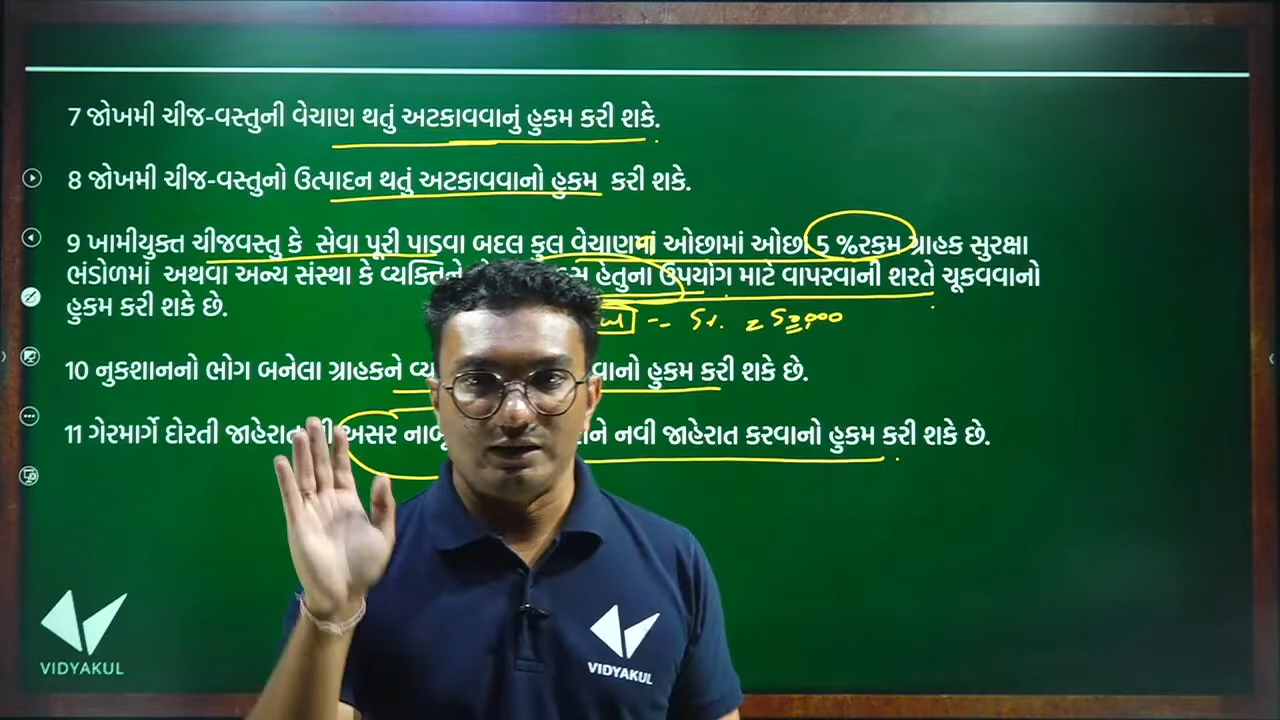 7 જોખમી ચીજ-વસ્તુની વેચાણ થતું અટકાવવાનું હુકમ કરી શકે.
8 જોખમી ચીજ-વસ્તુનો ઉત્પાદન થતું અટકાવવાનો હુકમ કરી શકે.
9 ખામીયુક્ત ચીજવસ્તુ કે સેવા પૂરી પાડવા બદલ કુલ વેચાણનાં ઓછામાં ઓછા 5 %રકમ ગ્રાહક સુરક્ષા
ભંડોળમાં અથવા અન્ય સંસ્થા કે વ્યક્તિને હેતુના ઉપયોગ માટે વાપરવાની શરતે ચૂકવવાનો
હુકમ કરી શકે છે.
10 નુકશાનનો ભોગ બનેલા ગ્રાહકને હુકમ કરી શકે છે.
11 ગેરમાર્ગે દોરતી અસર નવી જાહેરાત કરવાનો હુકમ કરી શકે છે.
VIDYAKUL
VIDYAKUL